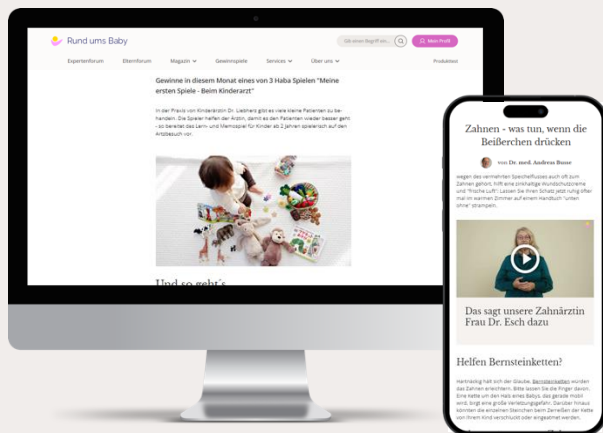 Rund ums Baby
Gib einen Begriff ein...
Mein Profil
Expertenforum Elternforum Magazin Gewinnspiele Services Über uns Produkttest
Gewinne in diesem Monat eines von 3 Haba Spielen "Meine
ersten Spiele - Beim Kinderarzt"
In der Praxis von Kinderärztin Dr. Liebherz gibt es viele kleine Patienten zu be-
handeln. Die Spieler helfen der Ärztin, damit es den Patienten wieder besser geht
- so bereitet das Lern- und Memospiel für Kinder ab 2 Jahren spielerisch auf den
Arztbesuch vor.
Und so geht's
Zahnen - was tun, wenn die
Beißerchen drücken
von Dr. med. Andreas Busse
wegen des vermehrten Speichelflusses auch oft zum
Zahnen gehört, hilft eine zinkhaltige Wundschutzcreme
und "frische Luft": Lassen Sie Ihren Schatz jetzt ruhig öfter
mal im warmen Zimmer auf einem Handtuch "unten
ohne" strampeln.
Das sagt unsere Zahnärztin
Frau Dr. Esch dazu
Helfen Bernsteinketten?
Hartnäckig hält sich der Glaube, Bernsteinketten würden
das Zahnen erleichtern. Bitte lassen Sie die Finger davon.
Eine Kette um den Hals eines Babys, das gerade mobil
wird, birgt eine große Verletzungsgefahr. Darüber hinaus
könnten die einzelnen Steinchen beim Zerreißen der Kette
von Ihrem Kind verschluckt oder eingeatmet werden.